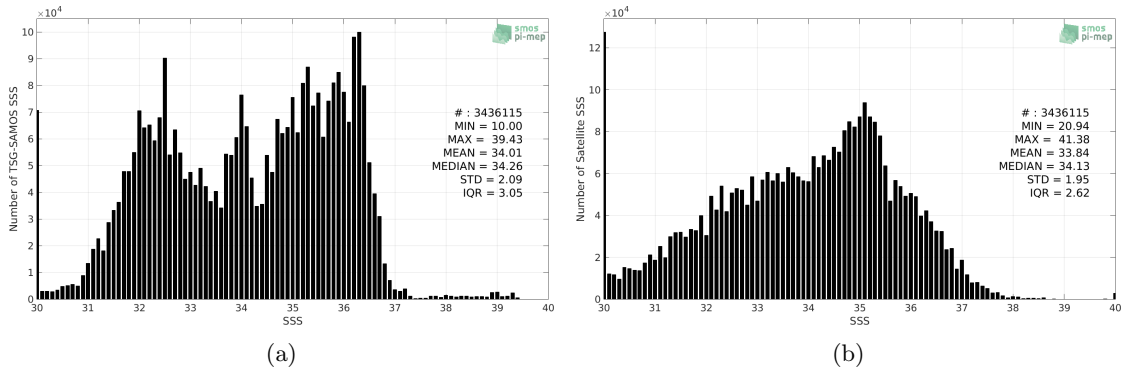 ×10⁴
10
9
8
7
6
5
4
3
2
1
0
Number of TSG-SAMOS SSS
30 31 32 33 34 35 36 37 38 39 40
SSS
smos
pi-mep
# : 3436115
MIN = 10.00
MAX = 39.43
MEAN = 34.01
MEDIAN = 34.26
STD = 2.09
IQR = 3.05
(a)
×10⁴
12
10
8
6
4
2
0
Number of Satellite SSS
30 31 32 33 34 35 36 37 38 39 40
SSS
smos
pi-mep
# : 3436115
MIN = 20.94
MAX = 41.38
MEAN = 33.84
MEDIAN = 34.13
STD = 1.95
IQR = 2.62
(b)